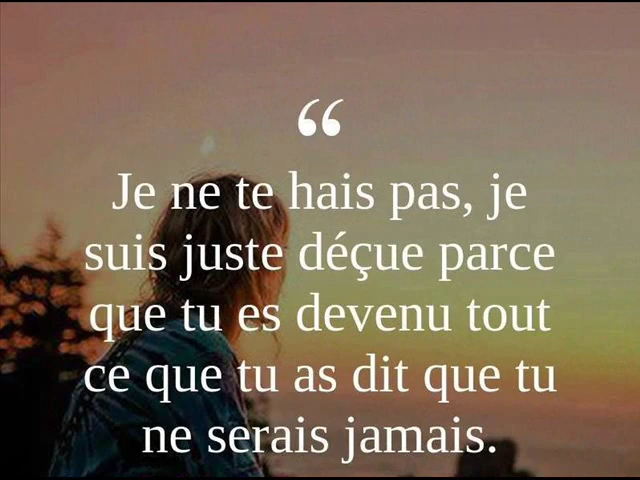 “
Je ne te hais pas, je
suis juste déçue parce
que tu es devenu tout
ce que tu as dit que tu
ne serais jamais.